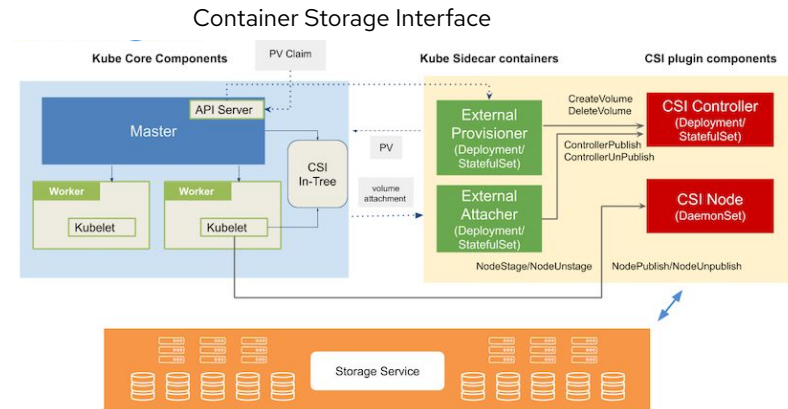 Container Storage Interface
Kube Core Components
PV Claim
Kube Sidecar containers
CSI plugin components
API Server
Master
CSI
In-Tree
Worker
Kubelet
Worker
Kubelet
PV
volume
attachment
External
Provisioner
(Deployment/
StatefulSet)
External
Attacher
(Deployment/
StatefulSet)
CreateVolume
DeleteVolume
ControllerPublish
ControllerUnPublish
CSI Controller
(Deployment/
StatefulSet)
CSI Node
(DaemonSet)
NodeStage/NodeUnstage
NodePublish/NodeUnpublish
Storage Service